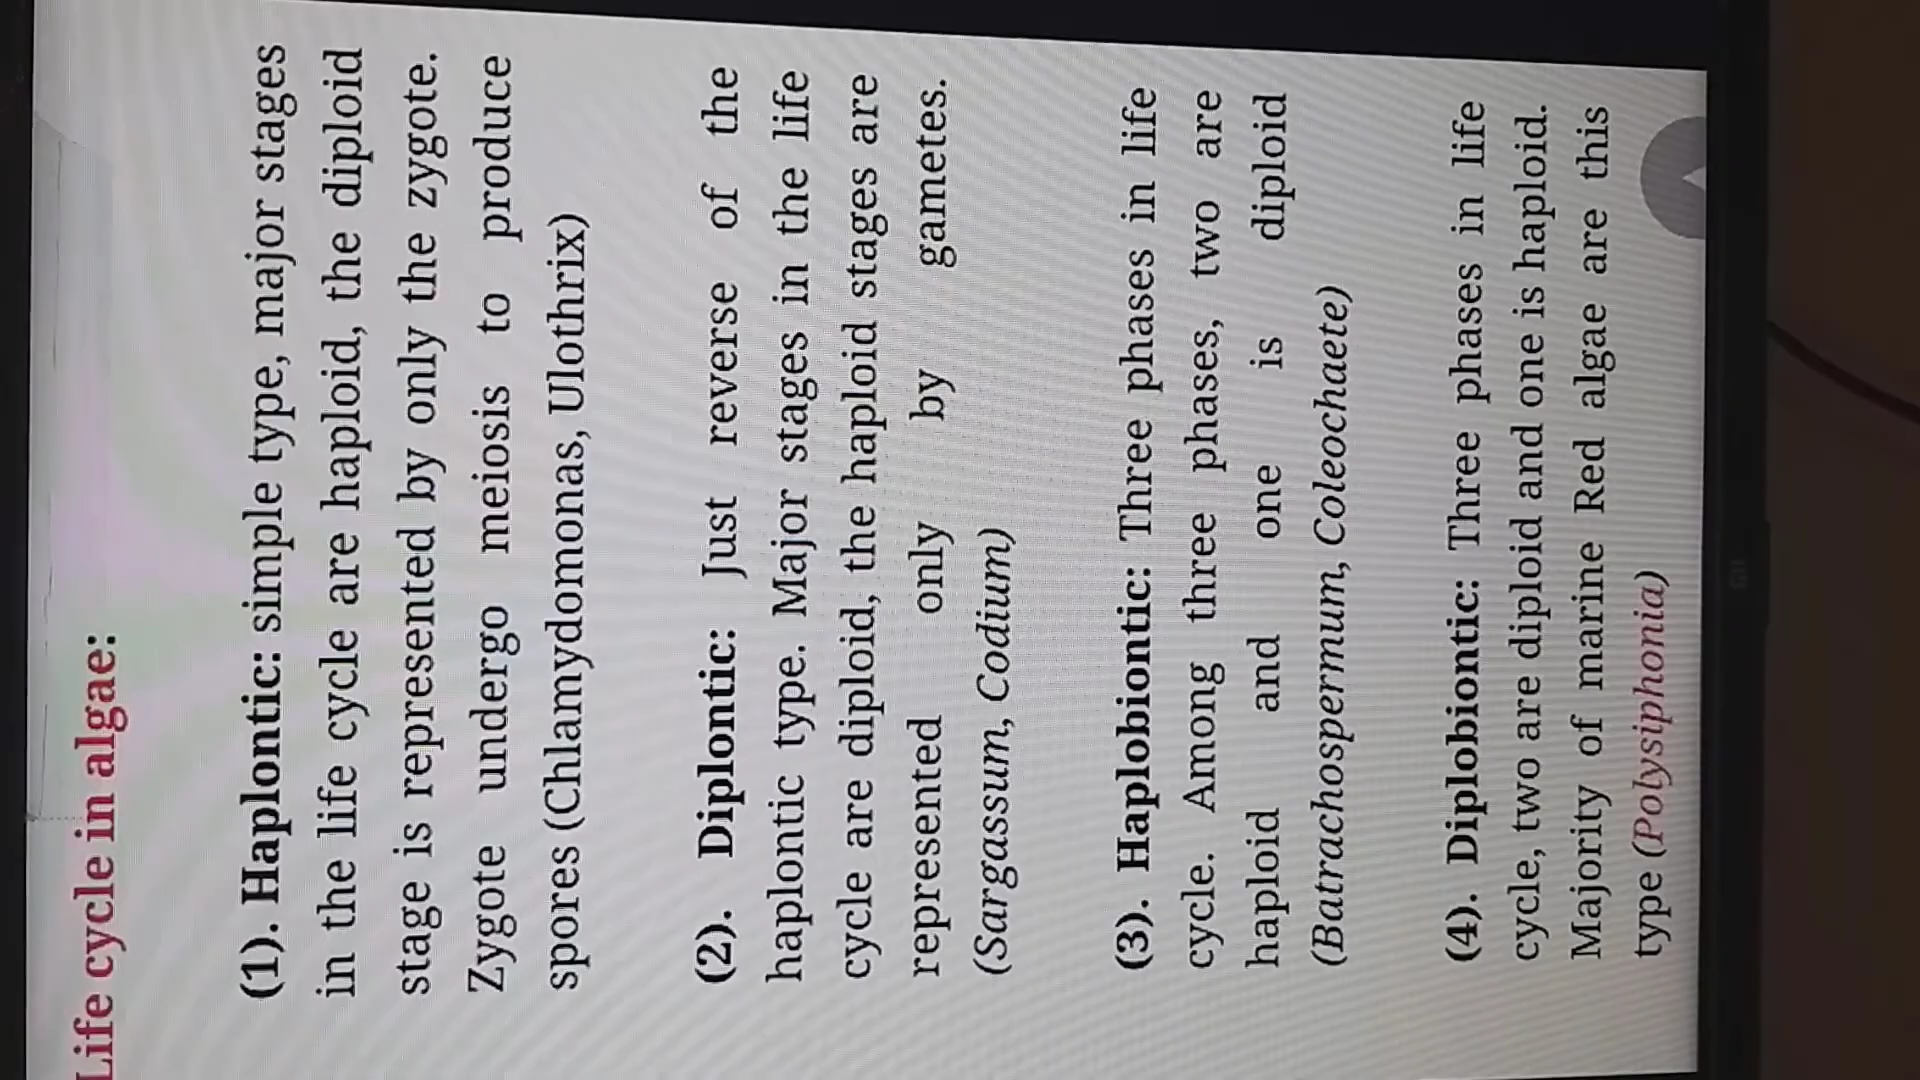 Life cycle in algae:
(1). Haplontic: simple type, major stages
in the life cycle are haploid, the diploid
stage is represented by only the zygote.
Zygote undergo meiosis to produce
spores (Chlamydomonas, Ulothrix)
(2). Diplontic: Just reverse of the
haplontic type. Major stages in the life
cycle are diploid, the haploid stages are
represented only by gametes.
(Sargassum, Codium)
(3). Haplobiontic: Three phases in life
cycle. Among three phases, two are
haploid and one is diploid
(Batrachospermum, Coleochaete)
(4). Diplobiontic: Three phases in life
cycle, two are diploid and one is haploid.
Majority of marine Red algae are this
type (Polysiphonia)